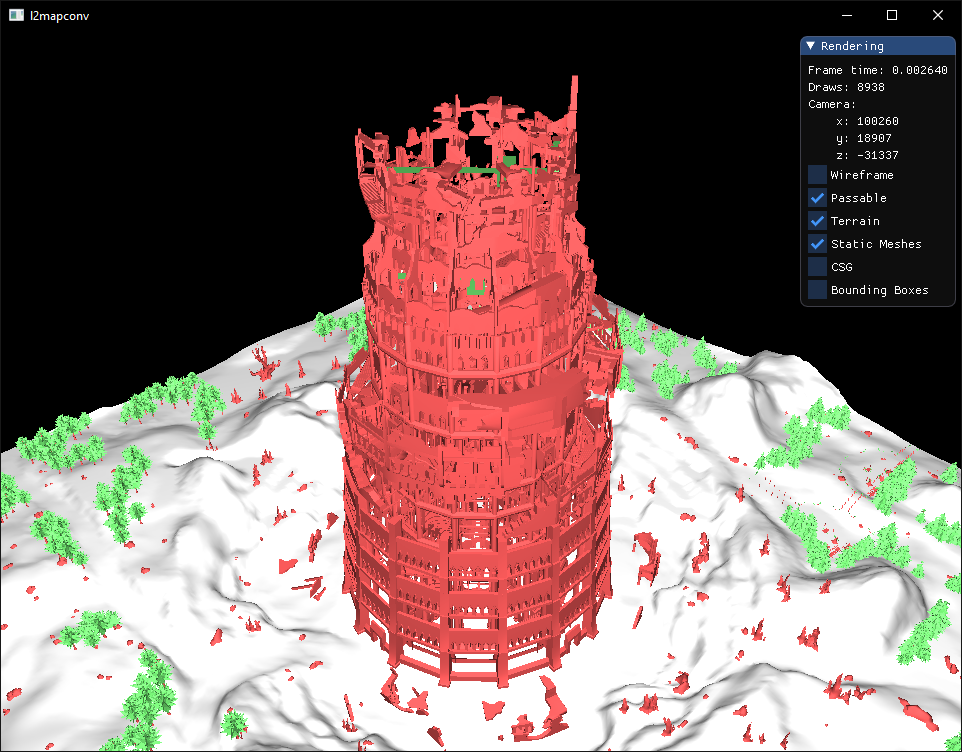 l2mapconv
Rendering
Frame time: 0.002640
Draws: 8938
Camera:
x: 100260
y: 18907
z: -31337
Wireframe
Passable
Terrain
Static Meshes
CSG
Bounding Boxes